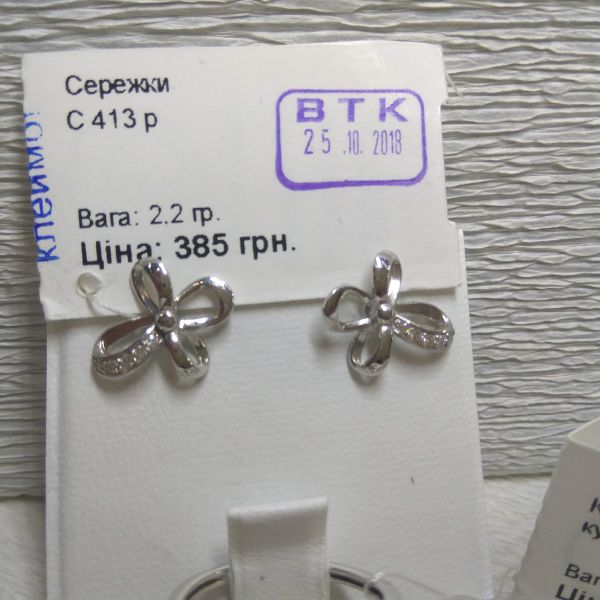 Сережки
С 413 р
ВТК
25.10.2018
клеймо!
Вага: 2.2 гр.
Ціна: 385 грн.